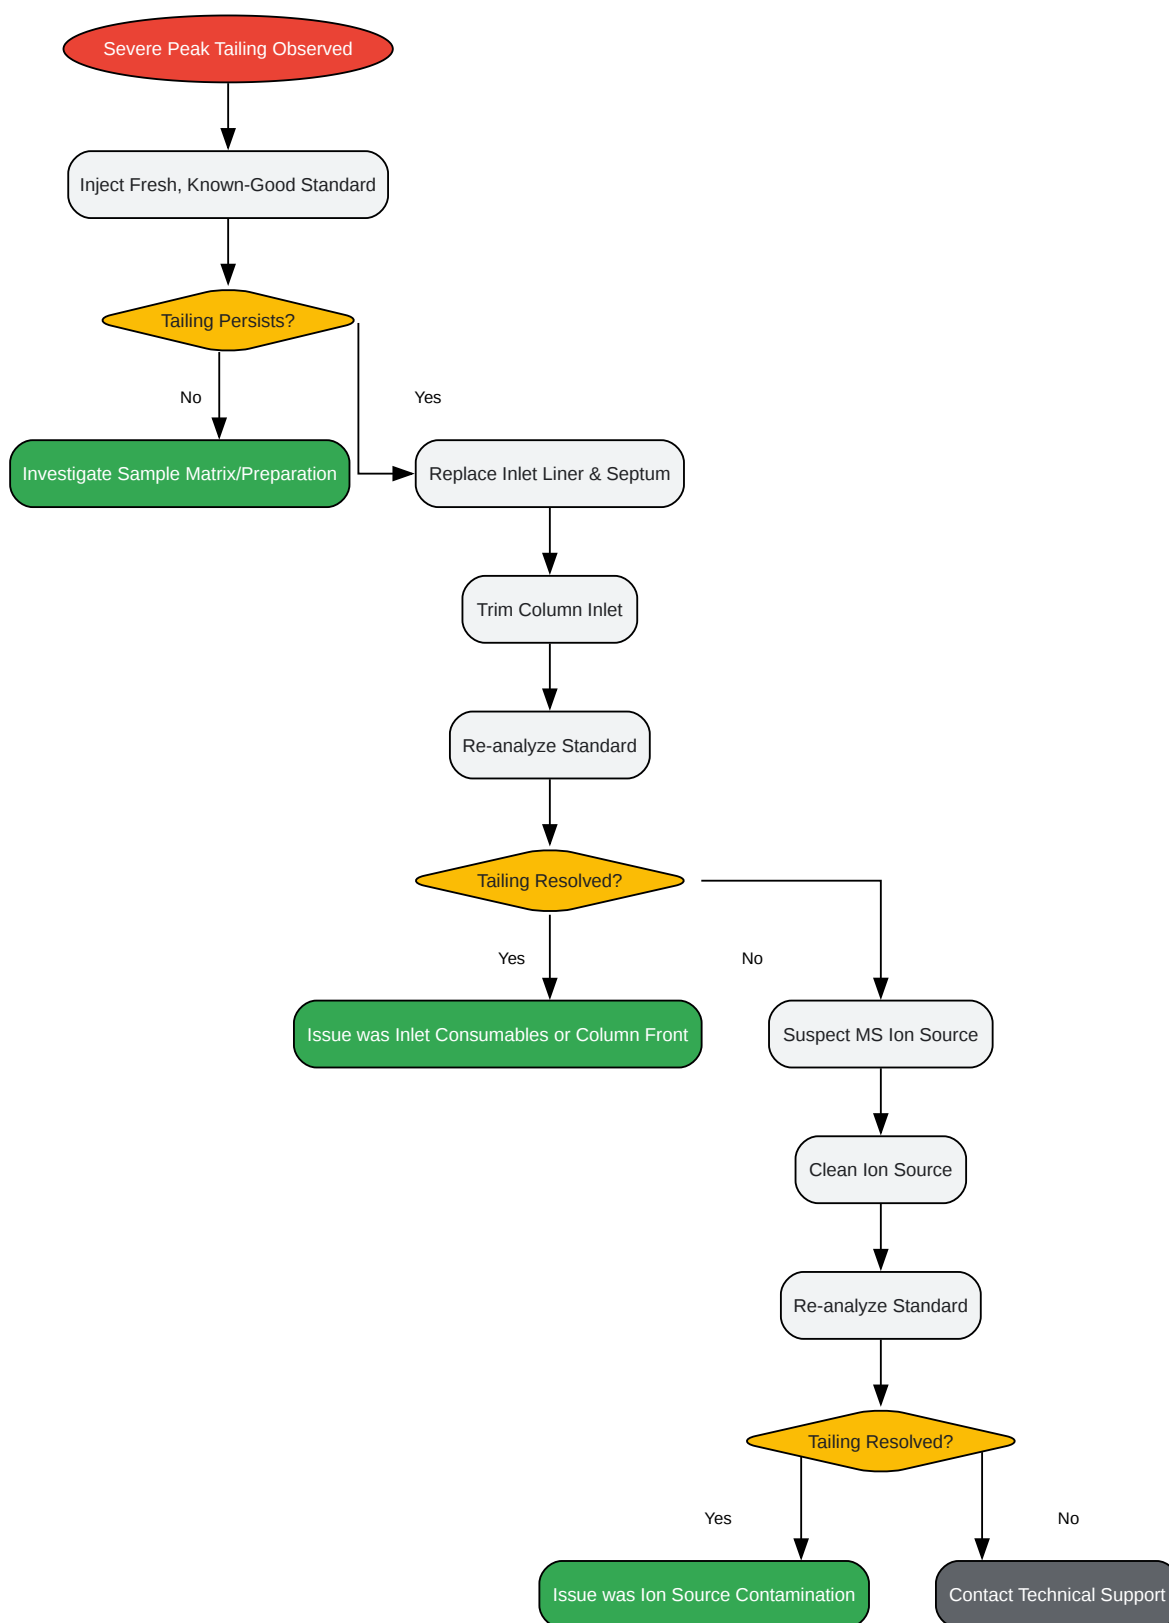 Severe Peak Tailing Observed
Inject Fresh, Known-Good Standard
Tailing Persists?
No
Yes
Investigate Sample Matrix/Preparation
Replace Inlet Liner & Septum
Trim Column Inlet
Re-analyze Standard
Tailing Resolved?
Yes
No
Issue was Inlet Consumables or Column Front
Suspect MS Ion Source
Clean Ion Source
Re-analyze Standard
Tailing Resolved?
Yes
No
Issue was Ion Source Contamination
Contact Technical Support